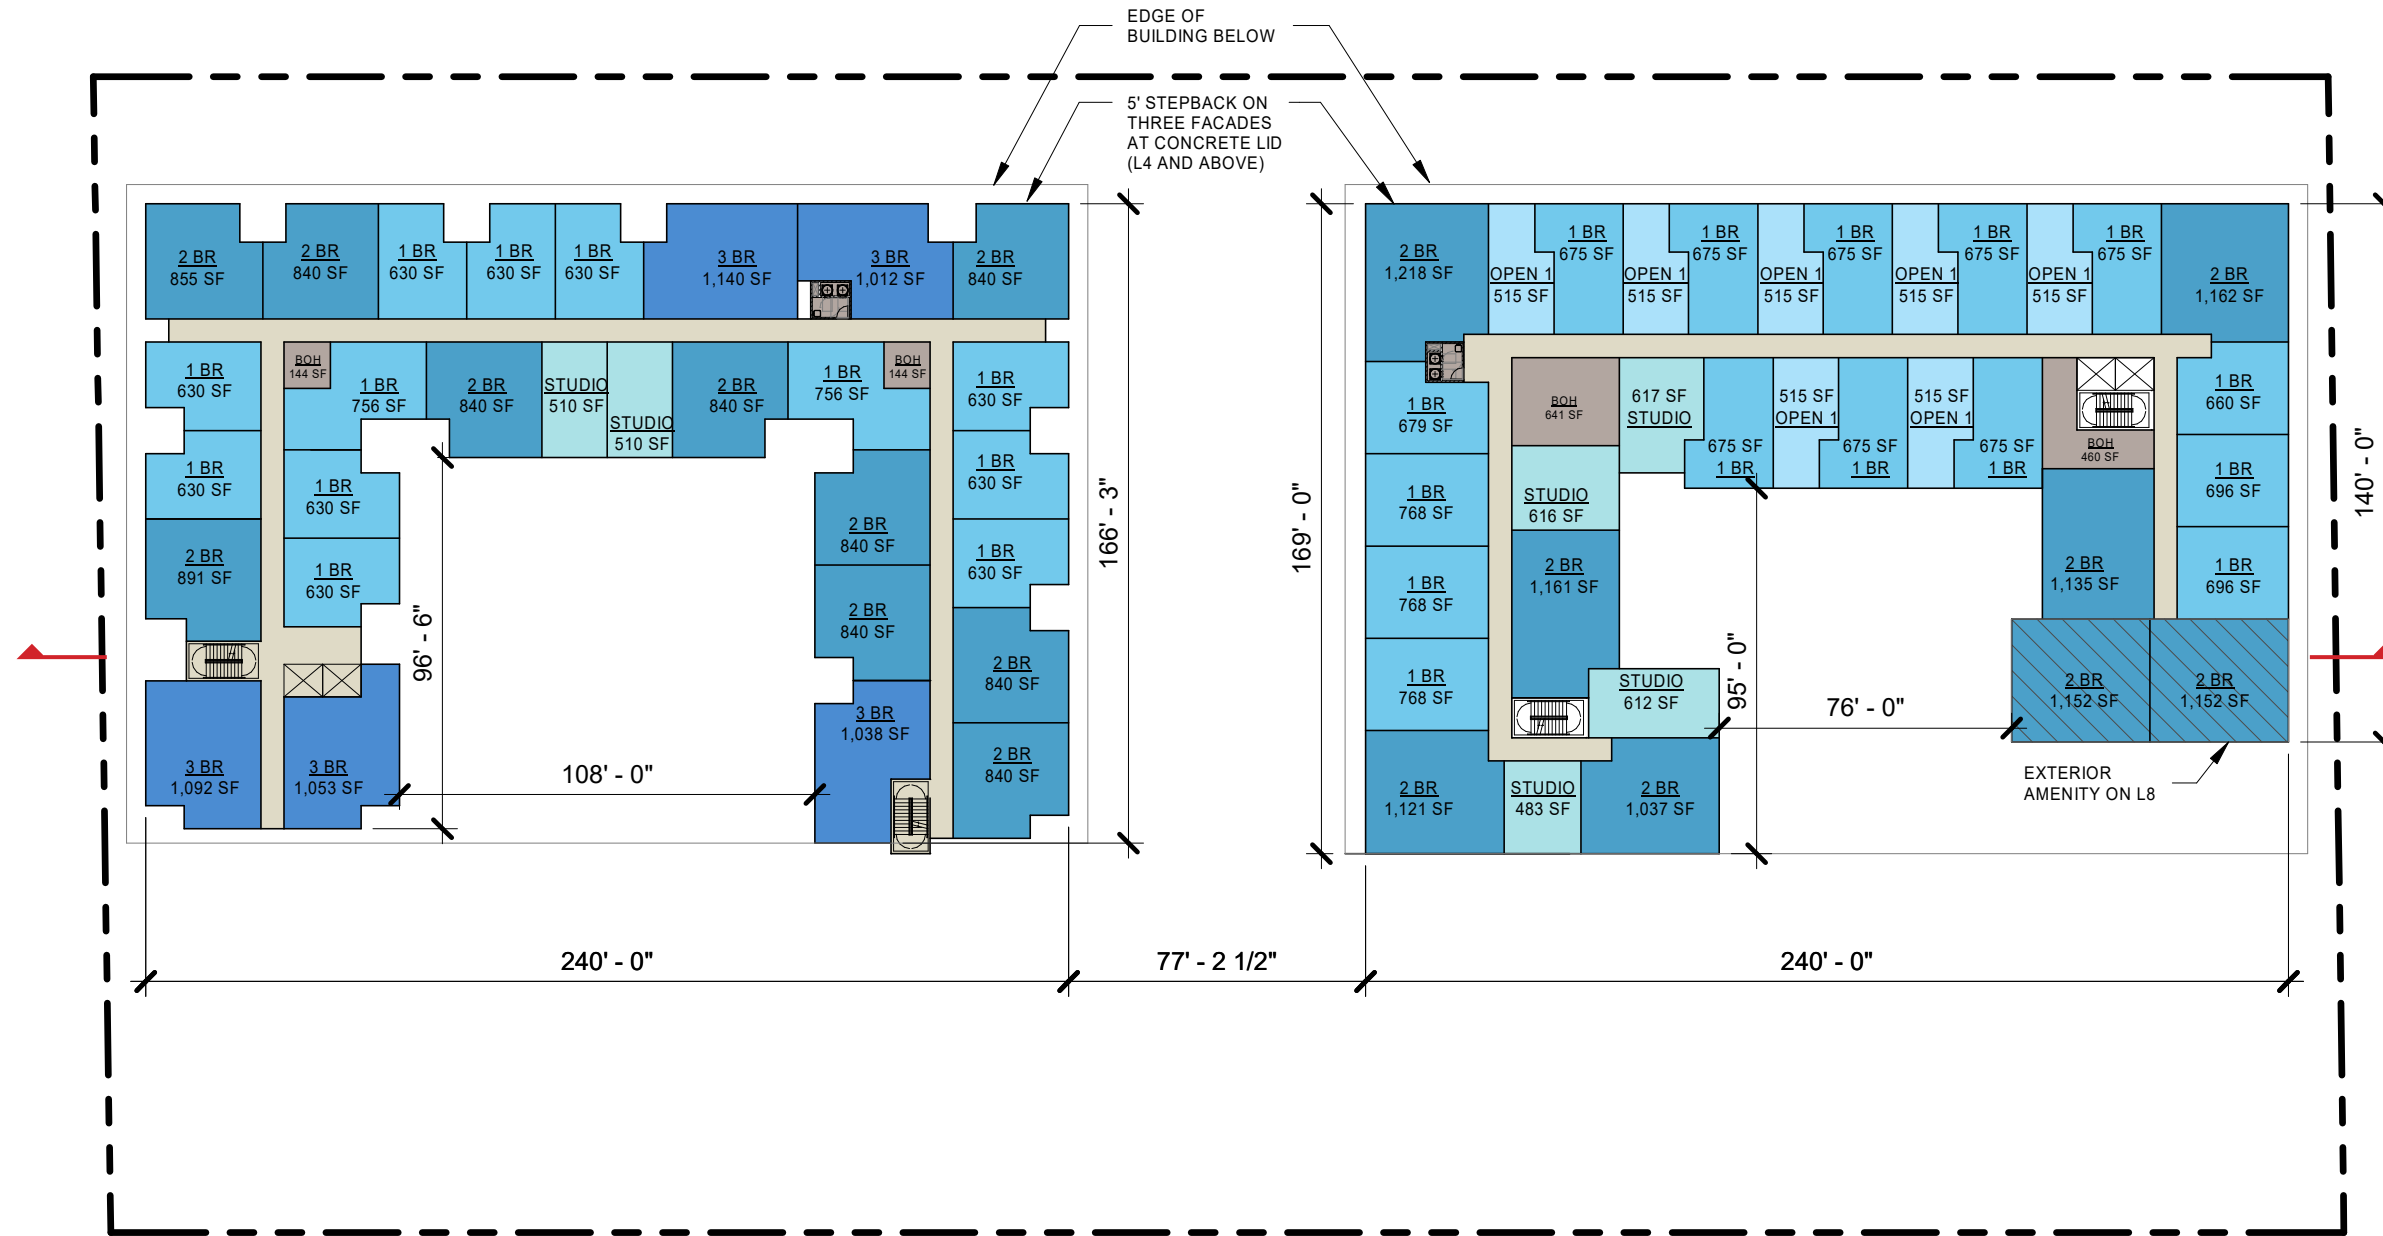 EDGE OF
BUILDING BELOW
5' STEPBACK ON
THREE FACADES
AT CONCRETE LID
(L4 AND ABOVE)
2 BR
855 SF
2 BR
840 SF
1 BR
630 SF
1 BR
630 SF
1 BR
630 SF
3 BR
1,140 SF
3 BR
1,012 SF
2 BR
840 SF
1 BR
630 SF
BOH
144 SF
1 BR
756 SF
2 BR
840 SF
STUDIO
510 SF
STUDIO
510 SF
2 BR
840 SF
1 BR
756 SF
BOH
144 SF
1 BR
630 SF
1 BR
630 SF
1 BR
630 SF
1 BR
630 SF
2 BR
891 SF
1 BR
630 SF
2 BR
840 SF
1 BR
630 SF
2 BR
840 SF
2 BR
840 SF
3 BR
1,038 SF
2 BR
840 SF
3 BR
1,092 SF
3 BR
1,053 SF
96' - 6"
108' - 0"
166' - 3"
2 BR
1,218 SF
OPEN 1
515 SF
1 BR
675 SF
OPEN 1
515 SF
1 BR
675 SF
OPEN 1
515 SF
1 BR
675 SF
OPEN 1
515 SF
1 BR
675 SF
OPEN 1
515 SF
1 BR
675 SF
2 BR
1,162 SF
1 BR
679 SF
BOH
641 SF
617 SF
STUDIO
675 SF
1 BR
515 SF
OPEN 1
675 SF
1 BR
515 SF
OPEN 1
675 SF
1 BR
BOH
460 SF
1 BR
660 SF
1 BR
768 SF
STUDIO
616 SF
1 BR
696 SF
1 BR
768 SF
2 BR
1,161 SF
2 BR
1,135 SF
1 BR
696 SF
1 BR
768 SF
STUDIO
612 SF
2 BR
1,152 SF
2 BR
1,152 SF
2 BR
1,121 SF
STUDIO
483 SF
2 BR
1,037 SF
169' - 0"
95' - 0"
76' - 0"
140' - 0"
EXTERIOR
AMENITY ON L8
240' - 0"
77' - 2 1/2"
240' - 0"